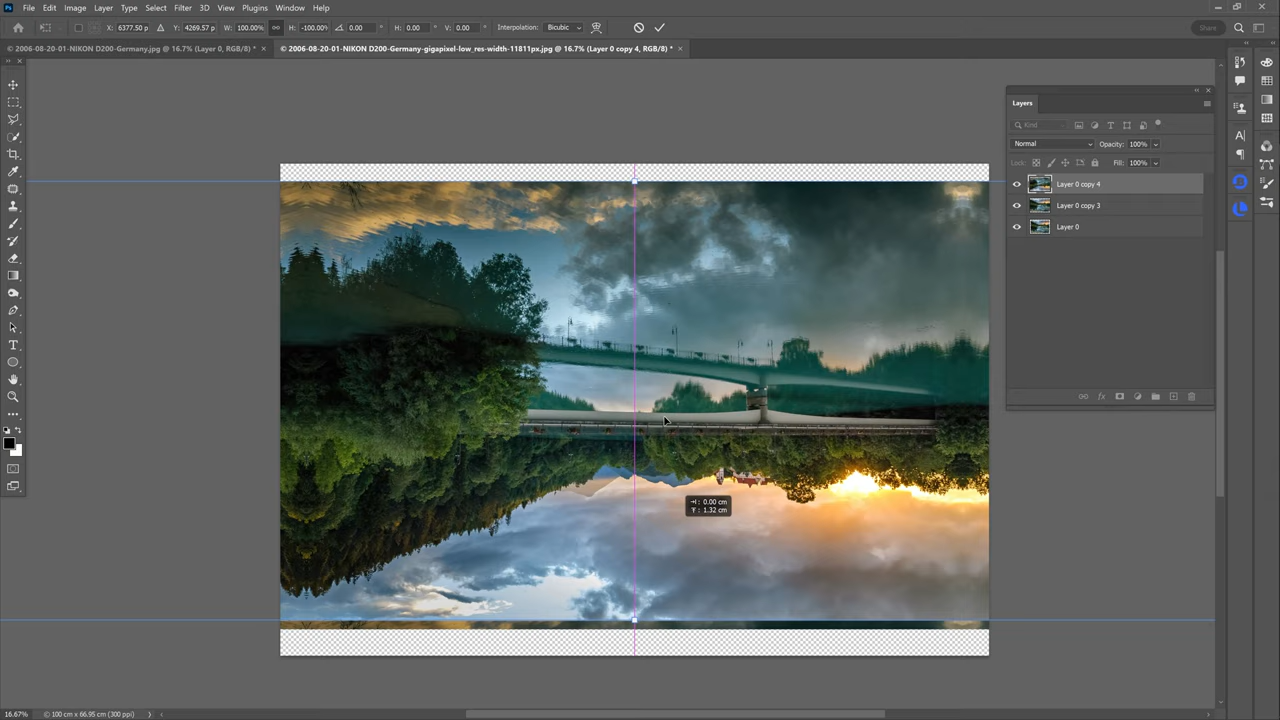 Ps File Edit Image Layer Type Select Filter 3D View Plugins Window Help
X: 6377.50 p Y: 4269.57 p W: 100.00% H: -100.00% 0.00 H: 0.00 V: 0.00 Interpolation: Bicubic Share
© 2006-08-20-01-NIKON D200-Germany.jpg @ 16.7% (Layer 0, RGB/8) * × © 2006-08-20-01-NIKON D200-Germany-gigapixel-low_res-width-11811px.jpg @ 16.7% (Layer 0 copy 4, RGB/8) * ×
Layers
Kind
Normal Opacity: 100%
Lock: Fill: 100%
Layer 0 copy 4
Layer 0 copy 3
Layer 0
: 0.00 cm
: 1.32 cm
16.67% © 100 cm x 66.95 cm (300 ppi)